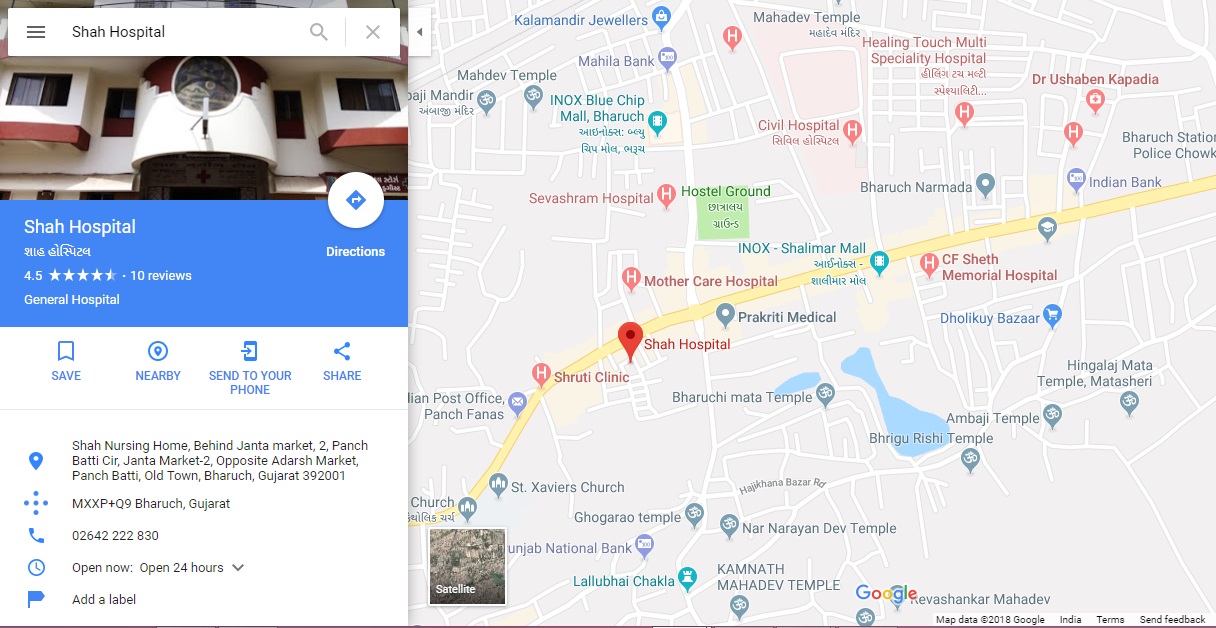 Shah Hospital
Shah Hospital
શાહ હોસ્પિટલ
Directions
4.5 · 10 reviews
General Hospital
SAVE
NEARBY
SEND TO YOUR
PHONE
SHARE
Shah Nursing Home, Behind Janta market, 2, Panch
Batti Cir, Janta Market-2, Opposite Adarsh Market,
Panch Batti, Old Town, Bharuch, Gujarat 392001
MXXP+Q9 Bharuch, Gujarat
02642 222 830
Open now: Open 24 hours
Add a label
Kalamandir Jewellers
Mahadev Temple
મહાદેવ મંદિર
Mahila Bank
Healing Touch Multi
Speciality Hospital
હીલિંગ ટચ મલ્ટી
સ્પેશ્યાલિટી...
Mahdev Temple
baji Mandir
અંબાજી મંદિર
INOX Blue Chip
Mall, Bharuch
આઇનોક્સ: બ્લ્યુ
ચિપ મોલ, ભરૂચ
Dr Ushaben Kapadia
Civil Hospital
સિવિલ હોસ્પિટલ
Bharuch Station
Police Chowk
Indian Bank
Bharuch Narmada
Sevashram Hospital
Hostel Ground
છાત્રાલય
ગ્રાઉન્ડ
INOX - Shalimar Mall
આઈનોક્સ -
શાલીમાર મોલ
CF Sheth
Memorial Hospital
Mother Care Hospital
Prakriti Medical
Dholikuy Bazaar
Shah Hospital
Shruti Clinic
Hingalaj Mata
Temple, Matasheri
dian Post Office,
Panch Fanas
Bharuchi mata Temple
Ambaji Temple
Bhrigu Rishi Temple
St. Xaviers Church
Church
થોલિક ચર્ચ
Hajikhana Bazar Rd
Ghogarao temple
Nar Narayan Dev Temple
Punjab National Bank
Lallubhai Chakla
KAMNATH
MAHADEV TEMPLE
Revashankar Mahadev
Satellite
Google
Map data ©2018 Google India Terms Send feedback